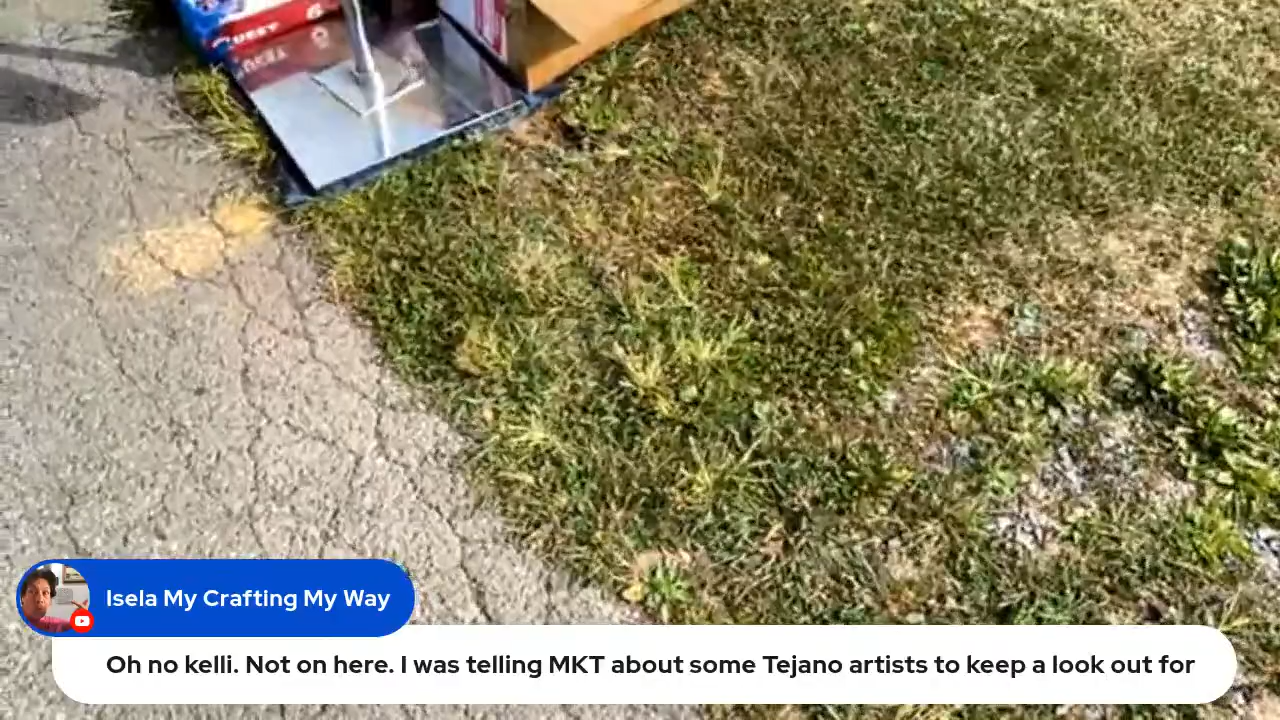 Isela My Crafting My Way
Oh no kelli. Not on here. I was telling MKT about some Tejano artists to keep a look out for